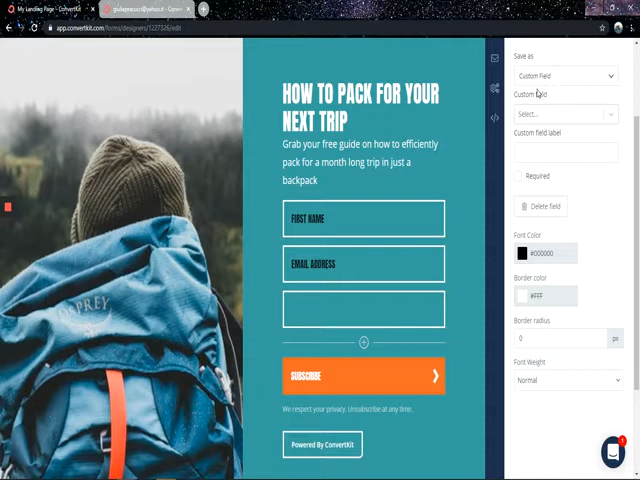 My Landing Page - ConvertKit
app.convertkit.com/forms/designers/1227326/edit
HOW TO PACK FOR YOUR
NEXT TRIP
Grab your free guide on how to efficiently
pack for a month long trip in just a
backpack
FIRST NAME
EMAIL ADDRESS
SUBSCRIBE
We respect your privacy. Unsubscribe at any time.
Powered By ConvertKit
OSPREY
Save as
Custom Field
Custom field
Select...
Custom field label
Required
Delete field
Font Color
#000000
Border color
#FFF
Border radius
0
px
Font Weight
Normal
1